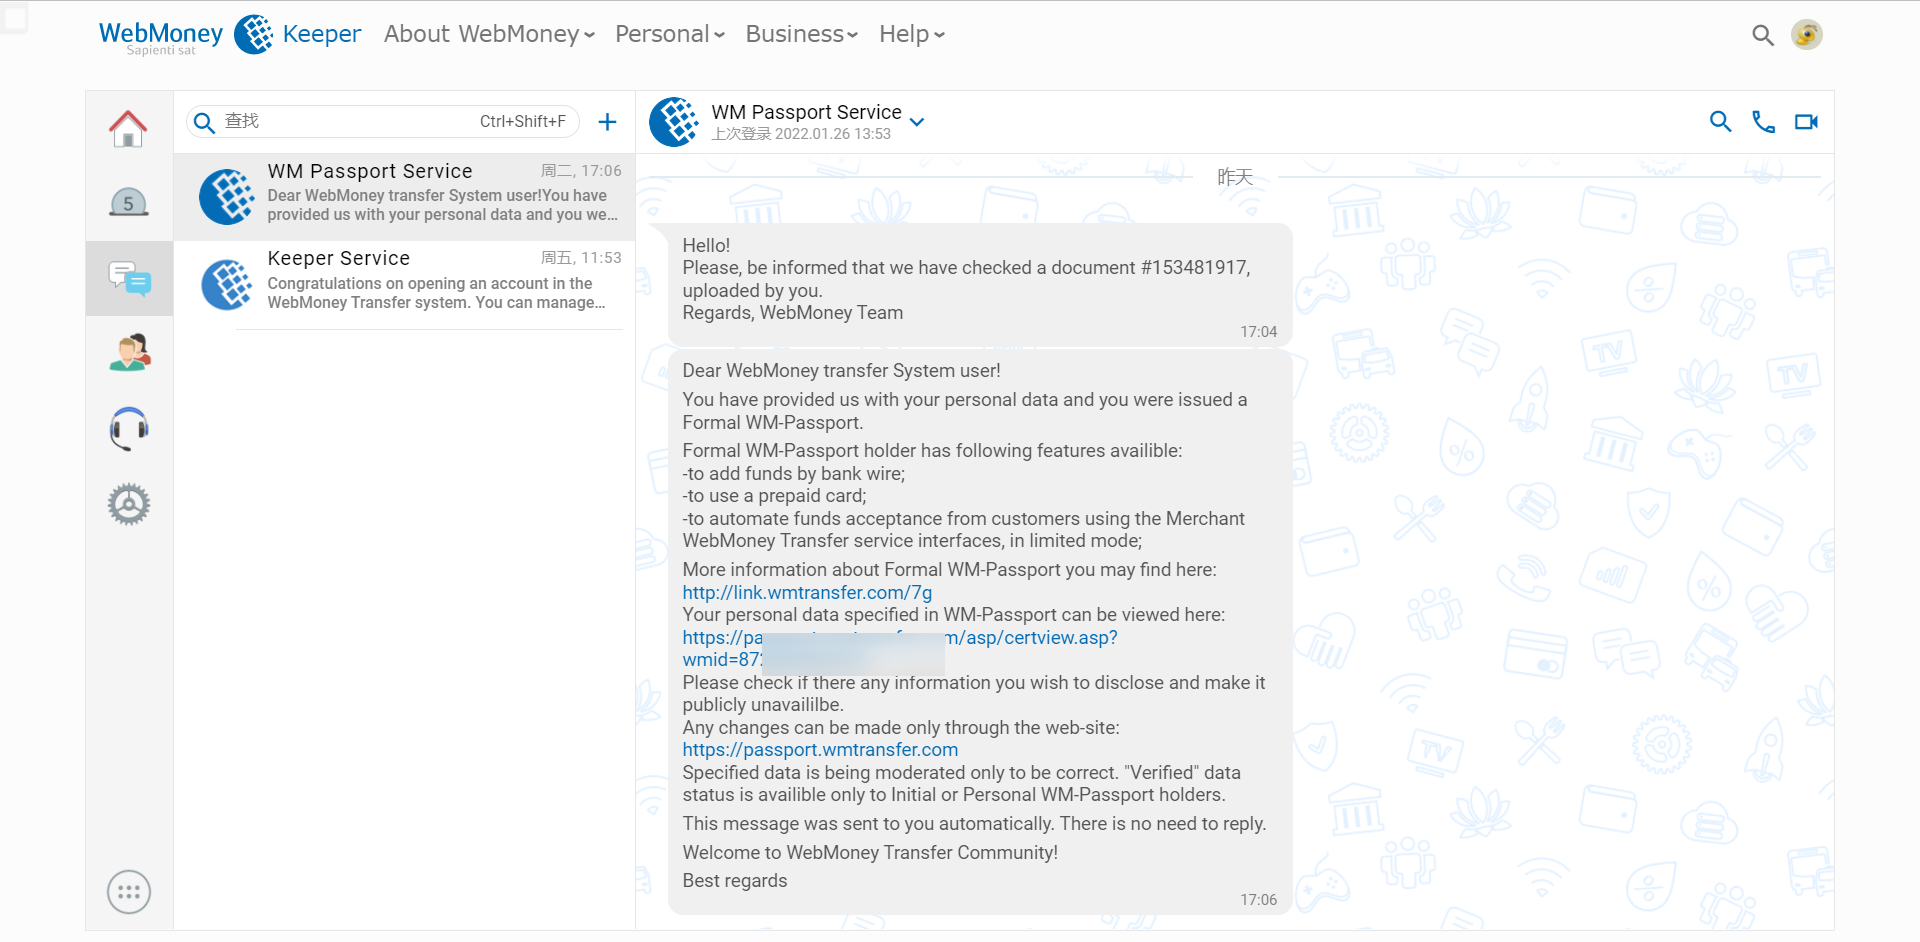 WebMoney
Sapienti sat
Keeper
About WebMoney
Personal
Business
Help
查找
Ctrl+Shift+F
5
WM Passport Service
周二, 17:06
Dear WebMoney transfer System user!You have
provided us with your personal data and you we...
Keeper Service
周五, 11:53
Congratulations on opening an account in the
WebMoney Transfer system. You can manage...
WM Passport Service
上次登录 2022.01.26 13:53
昨天
Hello!
Please, be informed that we have checked a document #153481917,
uploaded by you.
Regards, WebMoney Team
17:04
Dear WebMoney transfer System user!
You have provided us with your personal data and you were issued a
Formal WM-Passport.
Formal WM-Passport holder has following features availible:
-to add funds by bank wire;
-to use a prepaid card;
-to automate funds acceptance from customers using the Merchant
WebMoney Transfer service interfaces, in limited mode;
More information about Formal WM-Passport you may find here:
http://link.wmtransfer.com/7g
Your personal data specified in WM-Passport can be viewed here:
https://pa m/asp/certview.asp?
wmid=87
Please check if there any information you wish to disclose and make it
publicly unavaililbe.
Any changes can be made only through the web-site:
https://passport.wmtransfer.com
Specified data is being moderated only to be correct. "Verified" data
status is availible only to Initial or Personal WM-Passport holders.
This message was sent to you automatically. There is no need to reply.
Welcome to WebMoney Transfer Community!
Best regards
17:06
TV
TV
TV